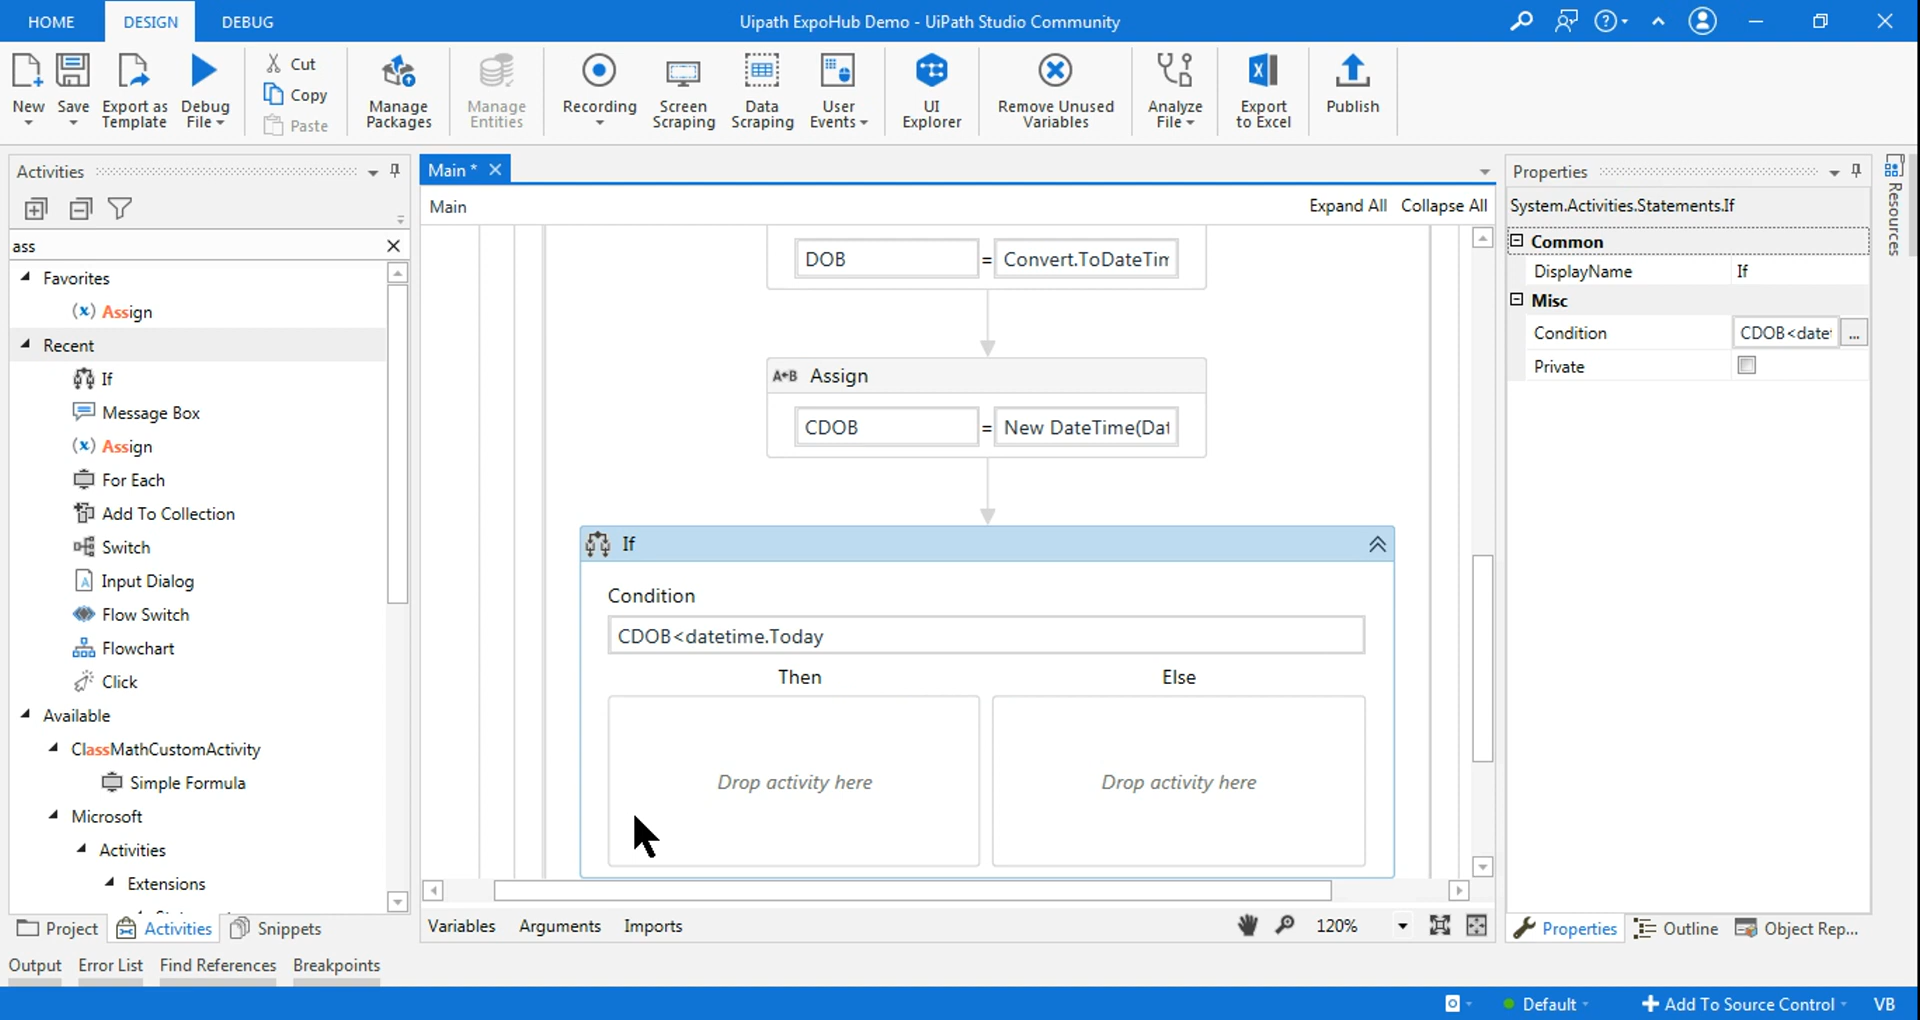 HOME DESIGN DEBUG
Uipath ExpoHub Demo - UiPath Studio Community
New
Save
Export as Template
Debug File
Cut
Copy
Paste
Manage Packages
Manage Entities
Recording
Screen Scraping
Data Scraping
User Events
UI Explorer
Remove Unused Variables
Analyze File
Export to Excel
Publish
Activities
ass
Favorites
(x) Assign
Recent
If
Message Box
(x) Assign
For Each
Add To Collection
Switch
Input Dialog
Flow Switch
Flowchart
Click
Available
ClassMathCustomActivity
Simple Formula
Microsoft
Activities
Extensions
Project Activities Snippets
Main *
Main
Expand All Collapse All
DOB = Convert.ToDateTim
A+B Assign
CDOB = New DateTime(Dat
If
Condition
CDOB<datetime.Today
Then Else
Drop activity here Drop activity here
Variables Arguments Imports
120%
Properties
System.Activities.Statements.If
Common
DisplayName If
Misc
Condition CDOB<date ...
Private
Properties Outline Object Rep...
Resources
Output Error List Find References Breakpoints
Default
Add To Source Control
VB